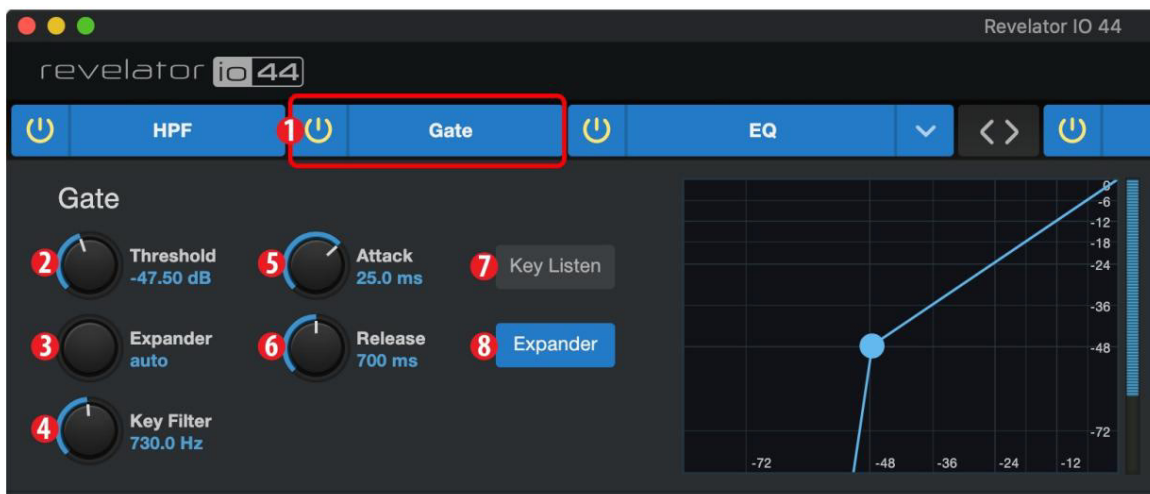 Revelator IO 44
revelator io 44
HPF
1
Gate
EQ
Gate
2
Threshold
-47.50 dB
5
Attack
25.0 ms
7
Key Listen
3
Expander
auto
6
Release
700 ms
8
Expander
4
Key Filter
730.0 Hz
0
-6
-12
-18
-24
-36
-48
-72
-72 -48 -36 -24 -12